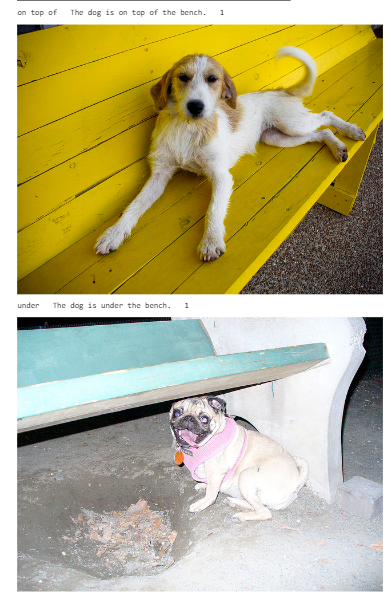 on top of The dog is on top of the bench. 1
under The dog is under the bench. 1